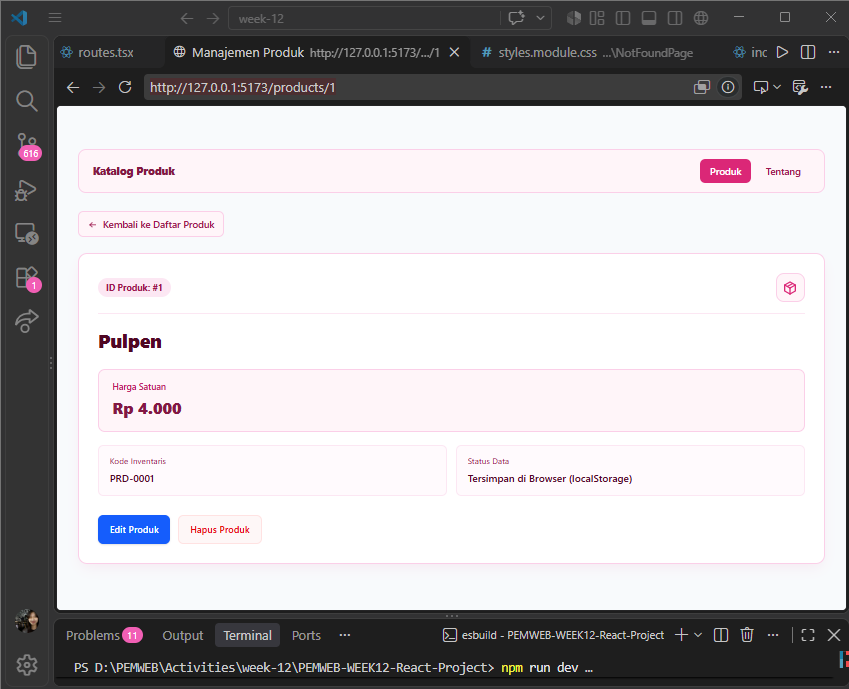 week-12
routes.tsx
Manajemen Produk http://127.0.0.1:5173/.../1
styles.module.css ...\NotFoundPage
inc
http://127.0.0.1:5173/products/1
616
1
Katalog Produk
Produk
Tentang
← Kembali ke Daftar Produk
ID Produk: #1
Pulpen
Harga Satuan
Rp 4.000
Kode Inventaris
PRD-0001
Status Data
Tersimpan di Browser (localStorage)
Edit Produk
Hapus Produk
Problems 11 Output Terminal Ports ···
esbuild - PEMWEB-WEEK12-React-Project
PS D:\PEMWEB\Activities\week-12\PEMWEB-WEEK12-React-Project> npm run dev …